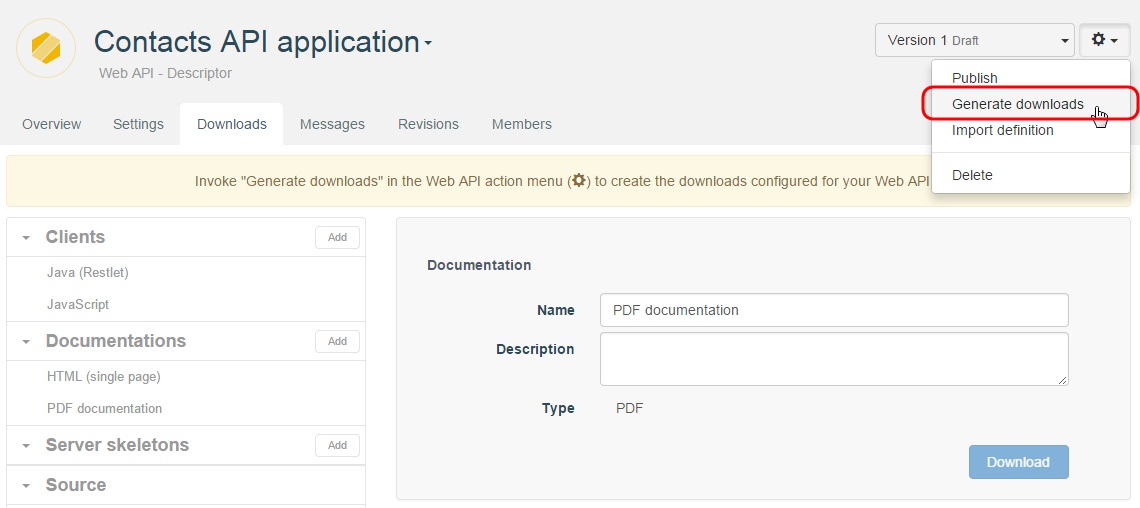 Contacts API application
Web API - Descriptor
Version 1 Draft
Publish
Generate downloads
Import definition
Delete
Overview Settings Downloads Messages Revisions Members
Invoke "Generate downloads" in the Web API action menu ( ) to create the downloads configured for your Web API
Clients Add
Java (Restlet)
JavaScript
Documentations Add
HTML (single page)
PDF documentation
Server skeletons Add
Source
Documentation
Name PDF documentation
Description
Type PDF
Download